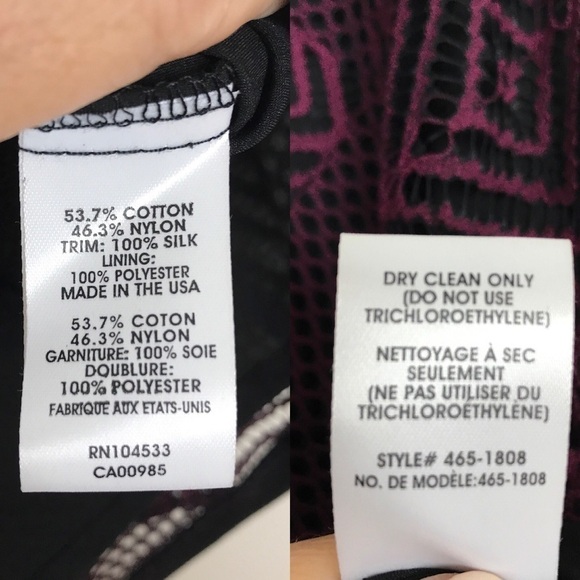 53.7% COTTON
46.3% NYLON
TRIM: 100% SILK
LINING:
100% POLYESTER
MADE IN THE USA
53.7% COTON
46.3% NYLON
GARNITURE: 100% SOIE
DOUBLURE:
100% POLYESTER
FABRIQUE AUX ETATS-UNIS
RN104533
CA00985
DRY CLEAN ONLY
(DO NOT USE
TRICHLOROETHYLENE)
NETTOYAGE À SEC
SEULEMENT
(NE PAS UTILISER DU
TRICHLOROÉTHYLÈNE)
STYLE# 465-1808
NO. DE MODÈLE:465-1808